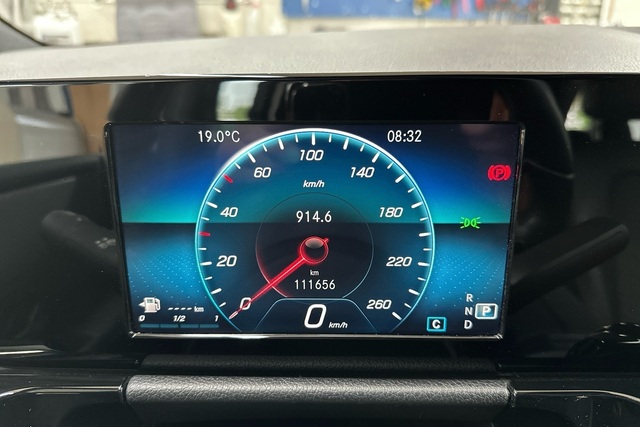 19.0°C
08:32
100
60
140
km/h
40
914.6
180
20
220
km
111656
0
260
---- km
0 1/2 1
0 km/h
C
R
N
D
P
(P)